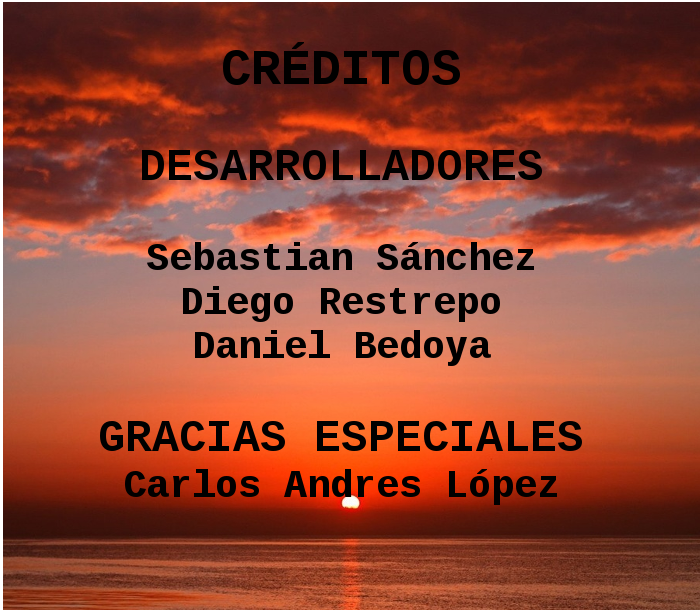 CRÉDITOS
DESARROLLADORES
Sebastian Sánchez
Diego Restrepo
Daniel Bedoya
GRACIAS ESPECIALES
Carlos Andres López